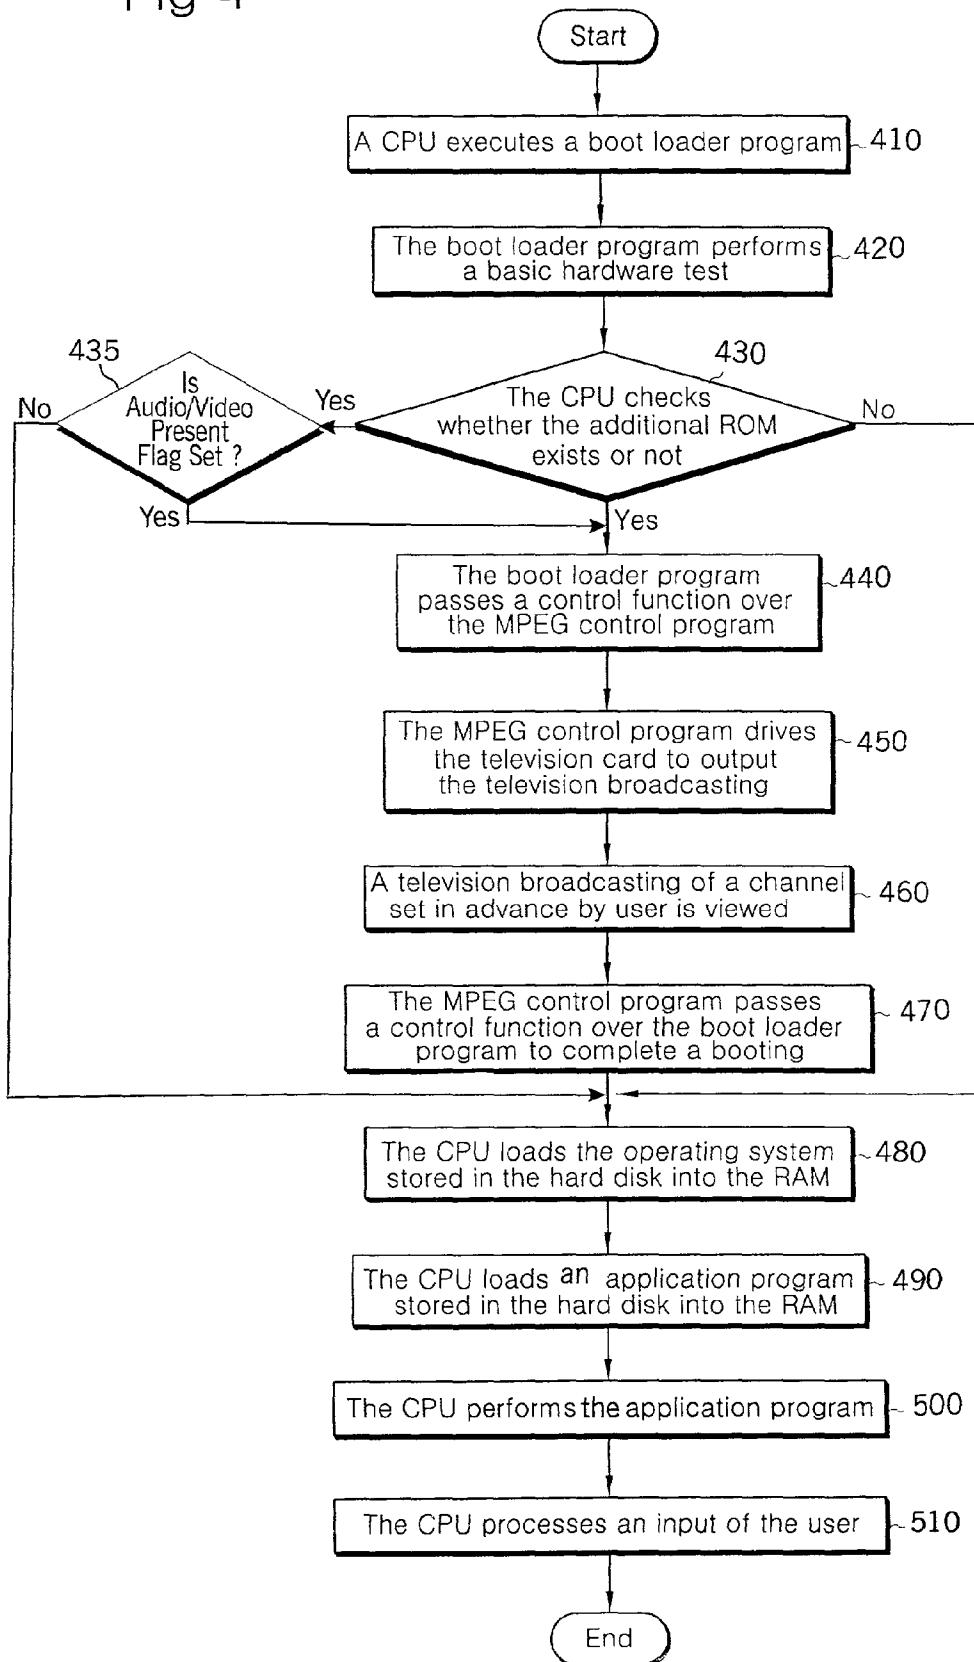 Start
A CPU executes a boot loader program
410
The boot loader program performs
a basic hardware test
420
435
Is
Audio/Video
Present
Flag Set ?
No
Yes
Yes
430
The CPU checks
whether the additional ROM
exists or not
No
Yes
The boot loader program
passes a control function over
the MPEG control program
440
The MPEG control program drives
the television card to output
the television broadcasting
450
A television broadcasting of a channel
set in advance by user is viewed
460
The MPEG control program passes
a control function over the boot loader
program to complete a booting
470
The CPU loads the operating system
stored in the hard disk into the RAM
480
The CPU loads an application program
stored in the hard disk into the RAM
490
The CPU performs the application program
500
The CPU processes an input of the user
510
End